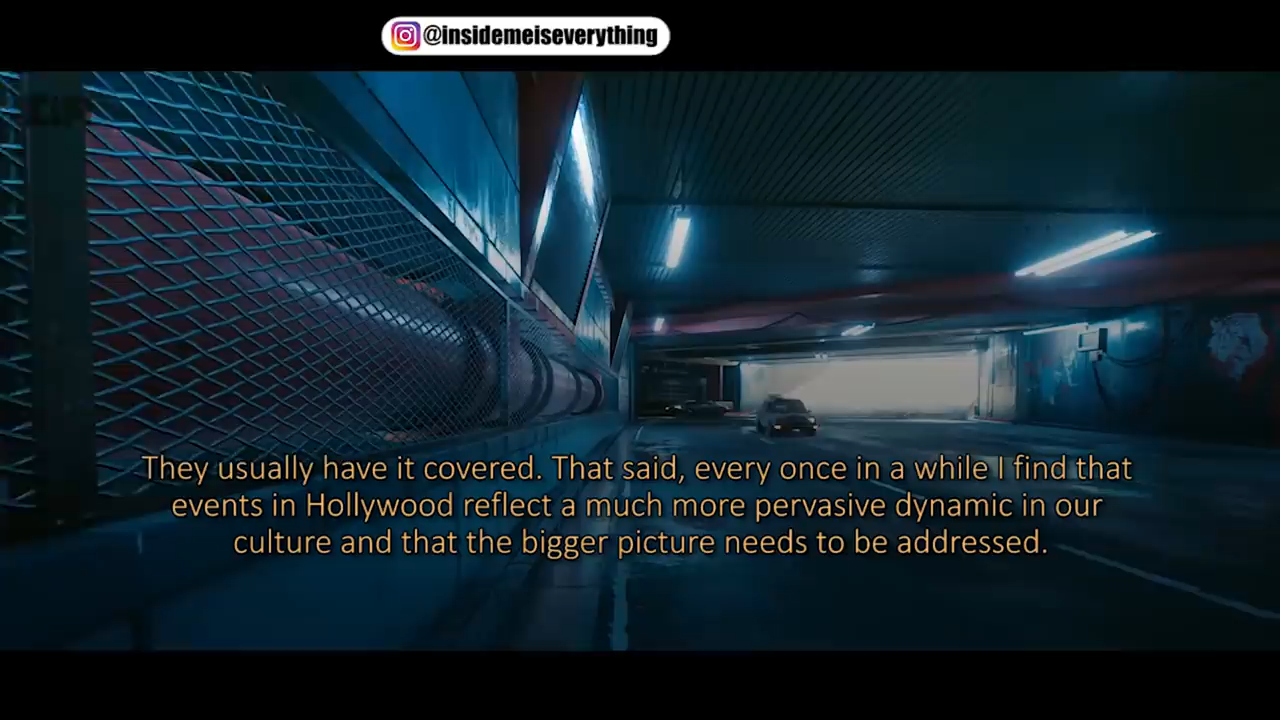 @insidemeiseverything
They usually have it covered. That said, every once in a while I find that
events in Hollywood reflect a much more pervasive dynamic in our
culture and that the bigger picture needs to be addressed.